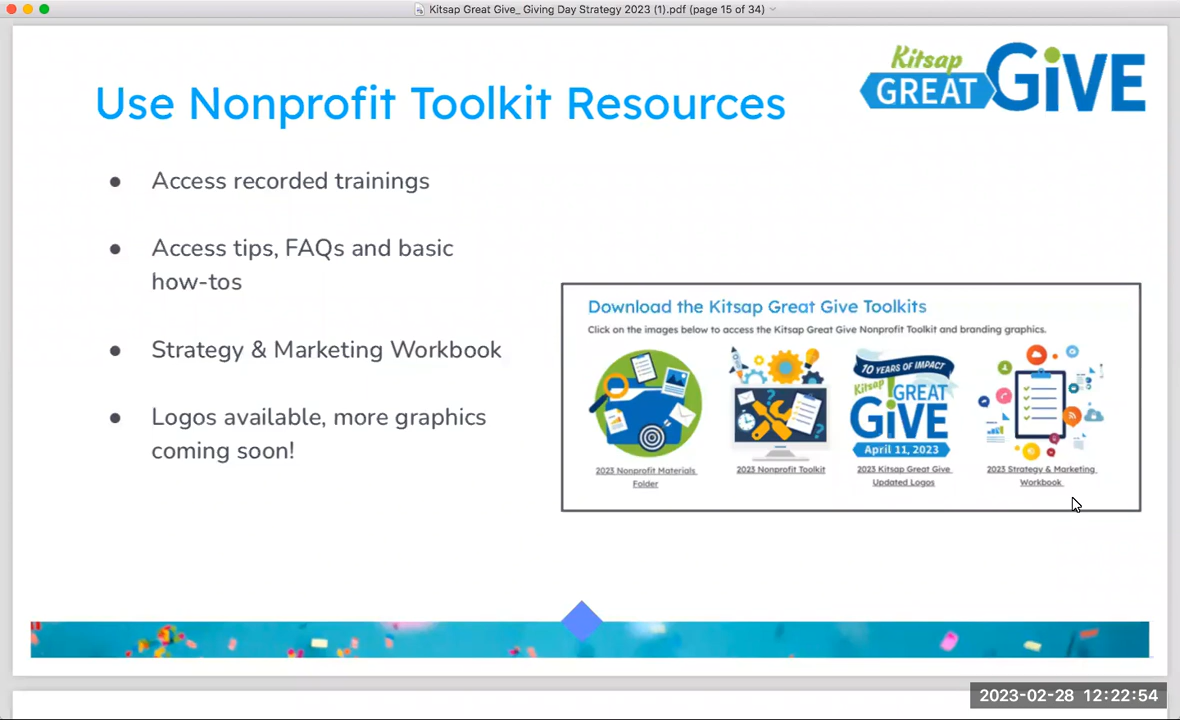 Kitsap Great Give_ Giving Day Strategy 2023 (1).pdf (page 15 of 34)
Kitsap
GREAT GiVE
Use Nonprofit Toolkit Resources
● Access recorded trainings
● Access tips, FAQs and basic
how-tos
● Strategy & Marketing Workbook
● Logos available, more graphics
coming soon!
Download the Kitsap Great Give Toolkits
Click on the images below to access the Kitsap Great Give Nonprofit Toolkit and branding graphics.
10 YEARS OF IMPACT
Kitsap
GREAT
GiVE
April 11, 2023
2023 Nonprofit Materials
Folder
2023 Nonprofit Toolkit
2023 Kitsap Great Give
Updated Logos
2023 Strategy & Marketing
Workbook
2023-02-28 12:22:54